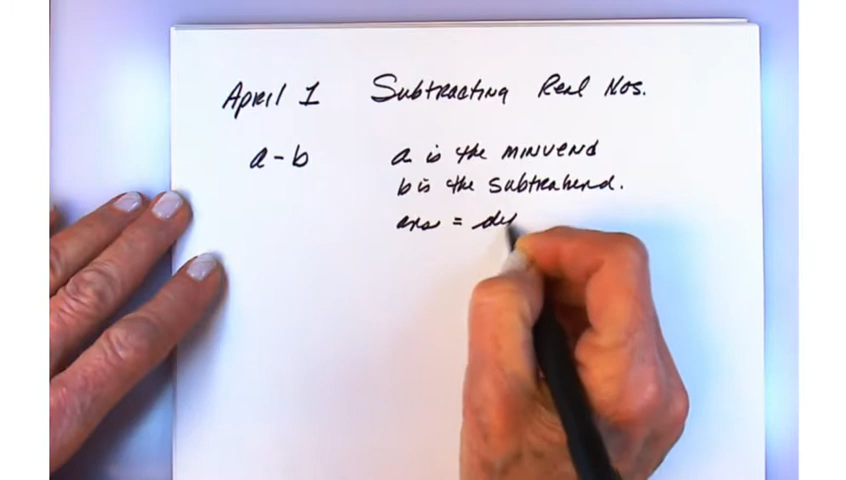 April 1 Subtracting Real Nos.
a - b a is the minuend
b is the subtrahend.
ans =